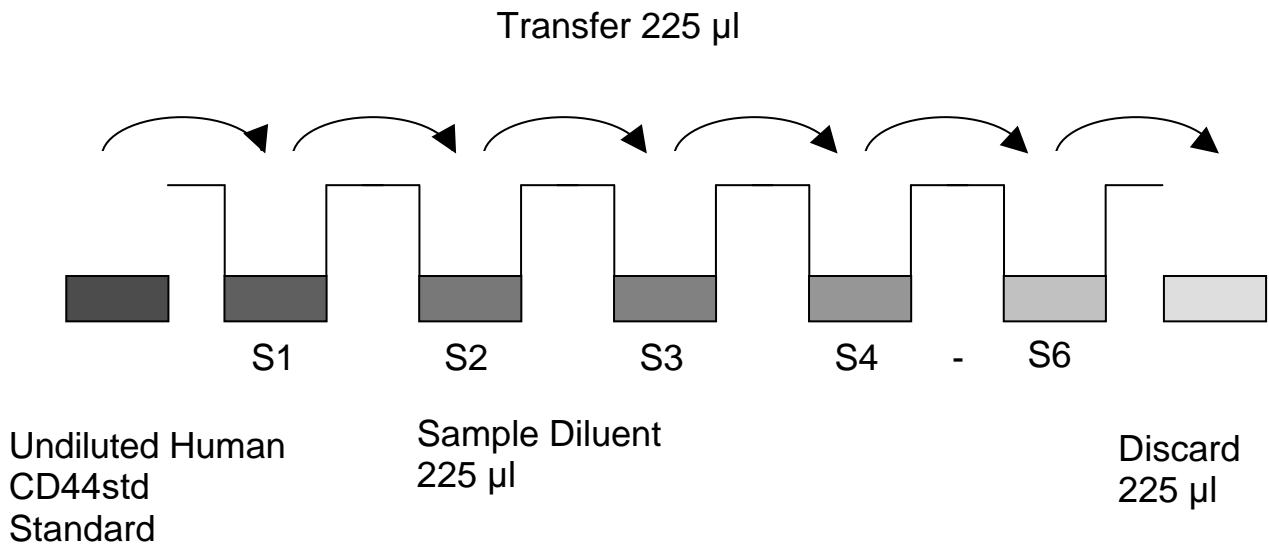 Transfer 225 µl
S1 S2 S3 S4 - S6
Undiluted Human
CD44std
Standard
Sample Diluent
225 µl
Discard
225 µl